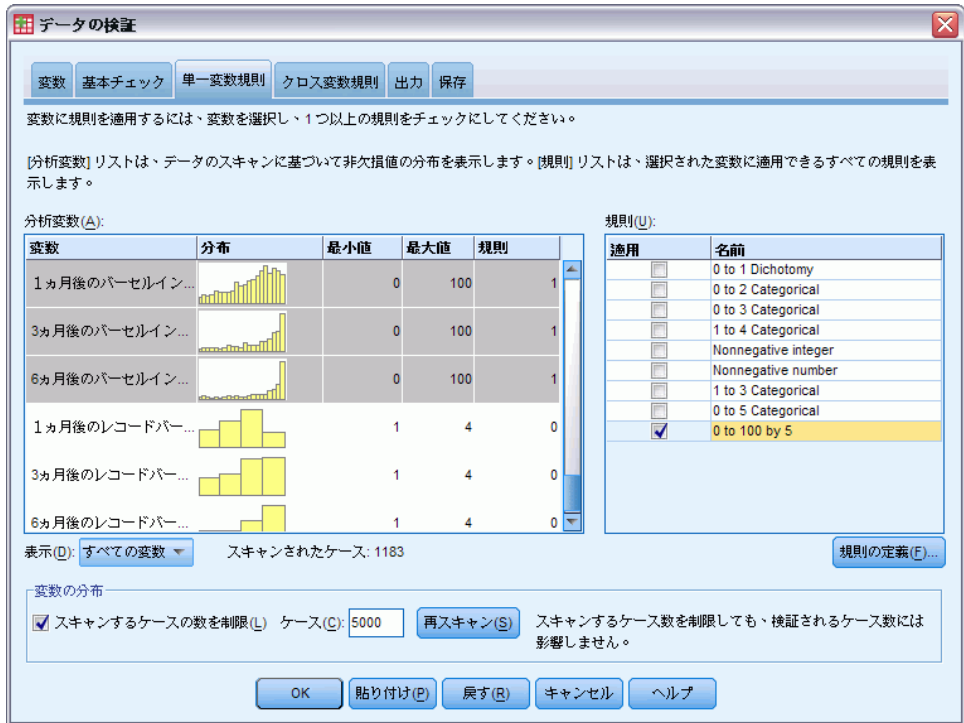 データの検証
変数 基本チェック 単一変数規則 クロス変数規則 出力 保存
変数に規則を適用するには、変数を選択し、1つ以上の規則をチェックにしてください。
[分析変数] リストは、データのスキャンに基づいて非欠損値の分布を表示します。[規則] リストは、選択された変数に適用できるすべての規則を表
示します。
分析変数(A):
変数 分布 最小値 最大値 規則
1ヵ月後のバーセルイン... 0 100 1
3ヵ月後のバーセルイン... 0 100 1
6ヵ月後のバーセルイン... 0 100 1
1ヵ月後のレコードバー... 1 4 0
3ヵ月後のレコードバー... 1 4 0
6ヵ月後のレコードバー... 1 4 0
規則(U):
適用 名前
0 to 1 Dichotomy
0 to 2 Categorical
0 to 3 Categorical
1 to 4 Categorical
Nonnegative integer
Nonnegative number
1 to 3 Categorical
0 to 5 Categorical
0 to 100 by 5
表示(D): すべての変数 スキャンされたケース: 1183
規則の定義(F)...
変数の分布
スキャンするケースの数を制限(L) ケース(C): 5000 再スキャン(S)
スキャンするケース数を制限しても、検証されるケース数には
影響しません。
OK 貼り付け(P) 戻す(R) キャンセル ヘルプ